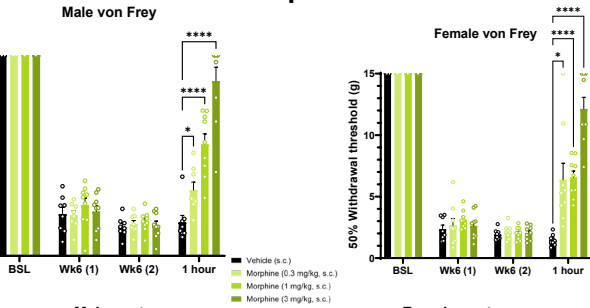 Male von Frey
****
****
*
BSL
Wk6 (1)
Wk6 (2)
1 hour
Vehicle (s.c.)
Morphine (0.3 mg/kg, s.c.)
Morphine (1 mg/kg, s.c.)
Morphine (3 mg/kg, s.c.)
Female von Frey
****
****
*
50% Withdrawal threshold (g)
15
10
5
0
BSL
Wk6 (1)
Wk6 (2)
1 hour